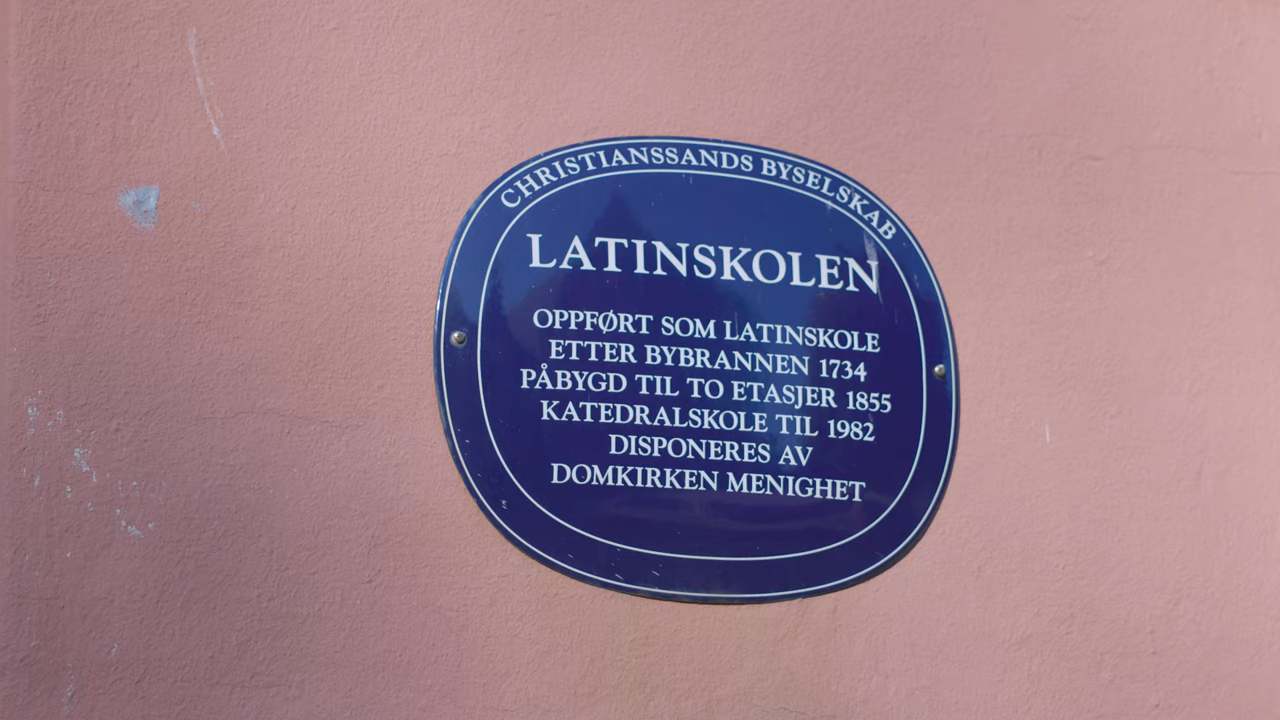 CHRISTIANSSANDS BYSELSKAB
LATINSKOLEN
OPPFØRT SOM LATINSKOLE
ETTER BYBRANNEN 1734
PÅBYGD TIL TO ETASJER 1855
KATEDRALSKOLE TIL 1982
DISPONERES AV
DOMKIRKEN MENIGHET